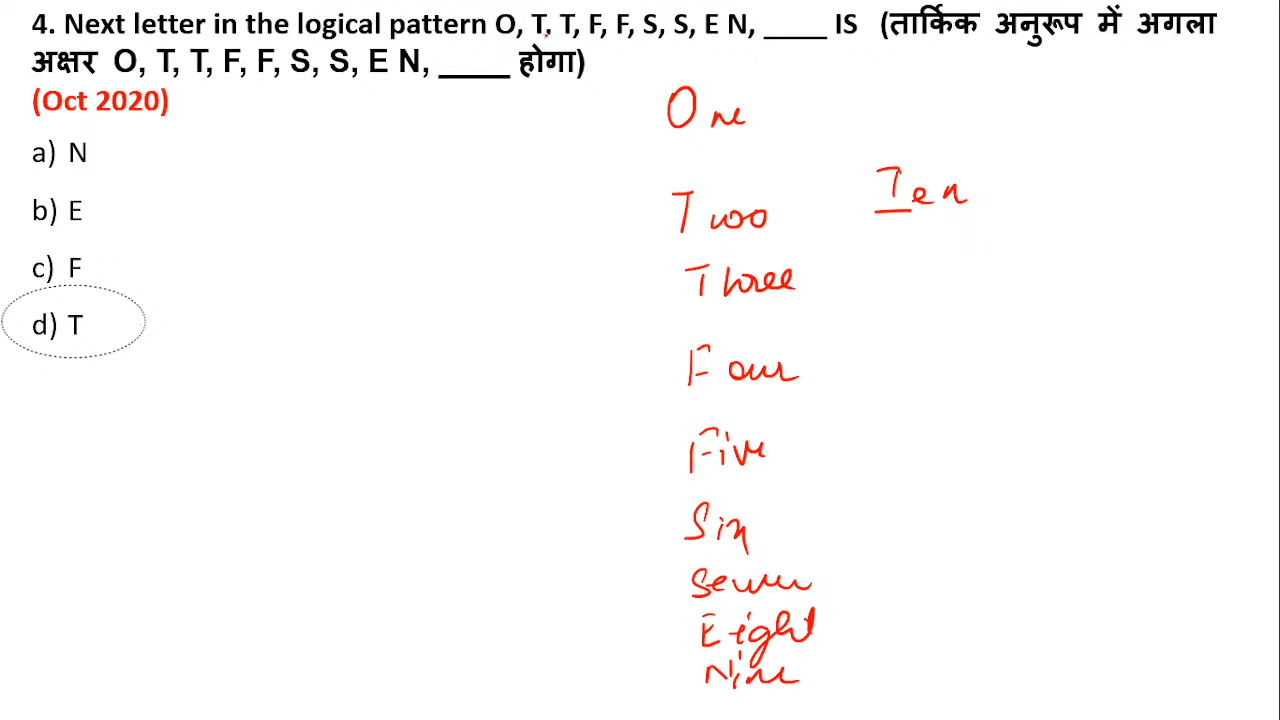 4. Next letter in the logical pattern O, T, T, F, F, S, S, E N, ____ IS (तार्किक अनुरूप में अगला
अक्षर O, T, T, F, F, S, S, E N, _____ होगा)
(Oct 2020)
a) N
b) E
c) F
d) T
One
Two
Three
Four
Five
Six
Seven
Eight
Nine
Ten